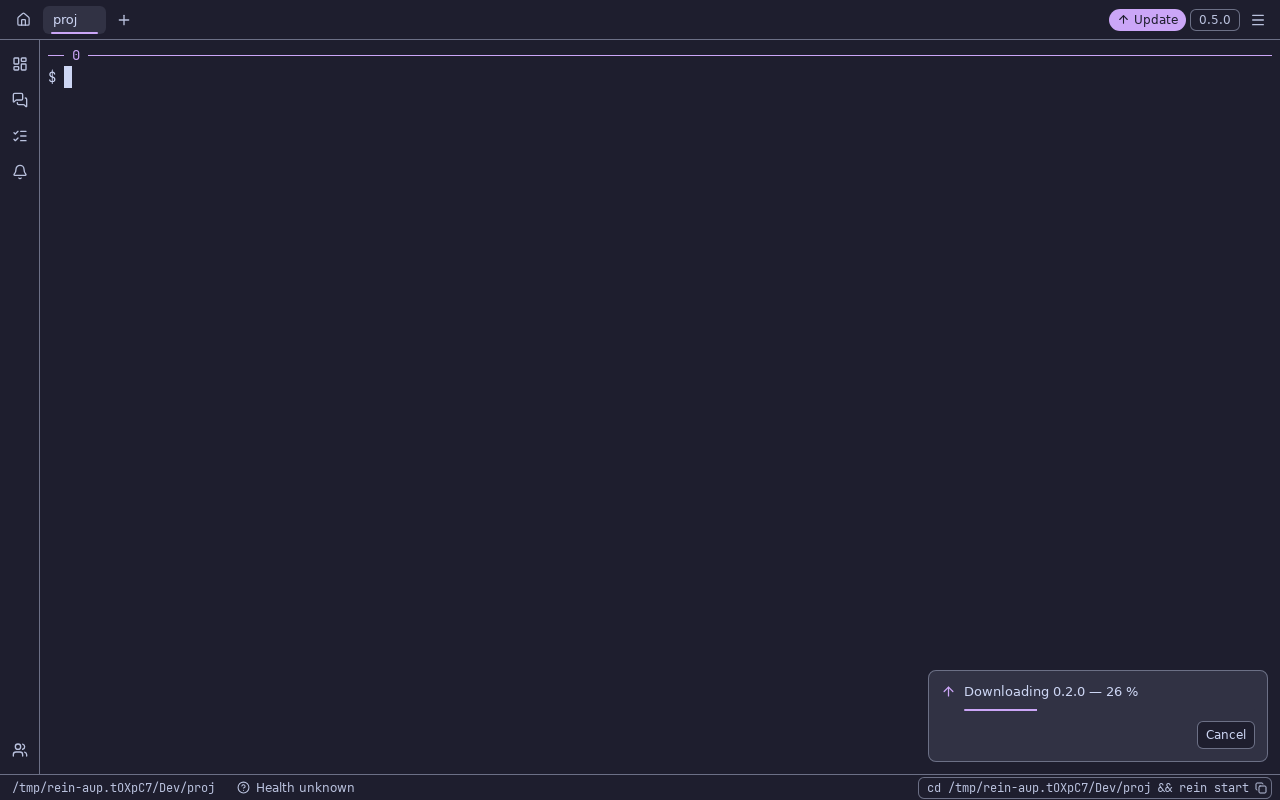 proj
Update
0.5.0
0
$
Downloading 0.2.0 — 26 %
Cancel
/tmp/rein-aup.tOXpC7/Dev/proj
Health unknown
cd /tmp/rein-aup.tOXpC7/Dev/proj && rein start